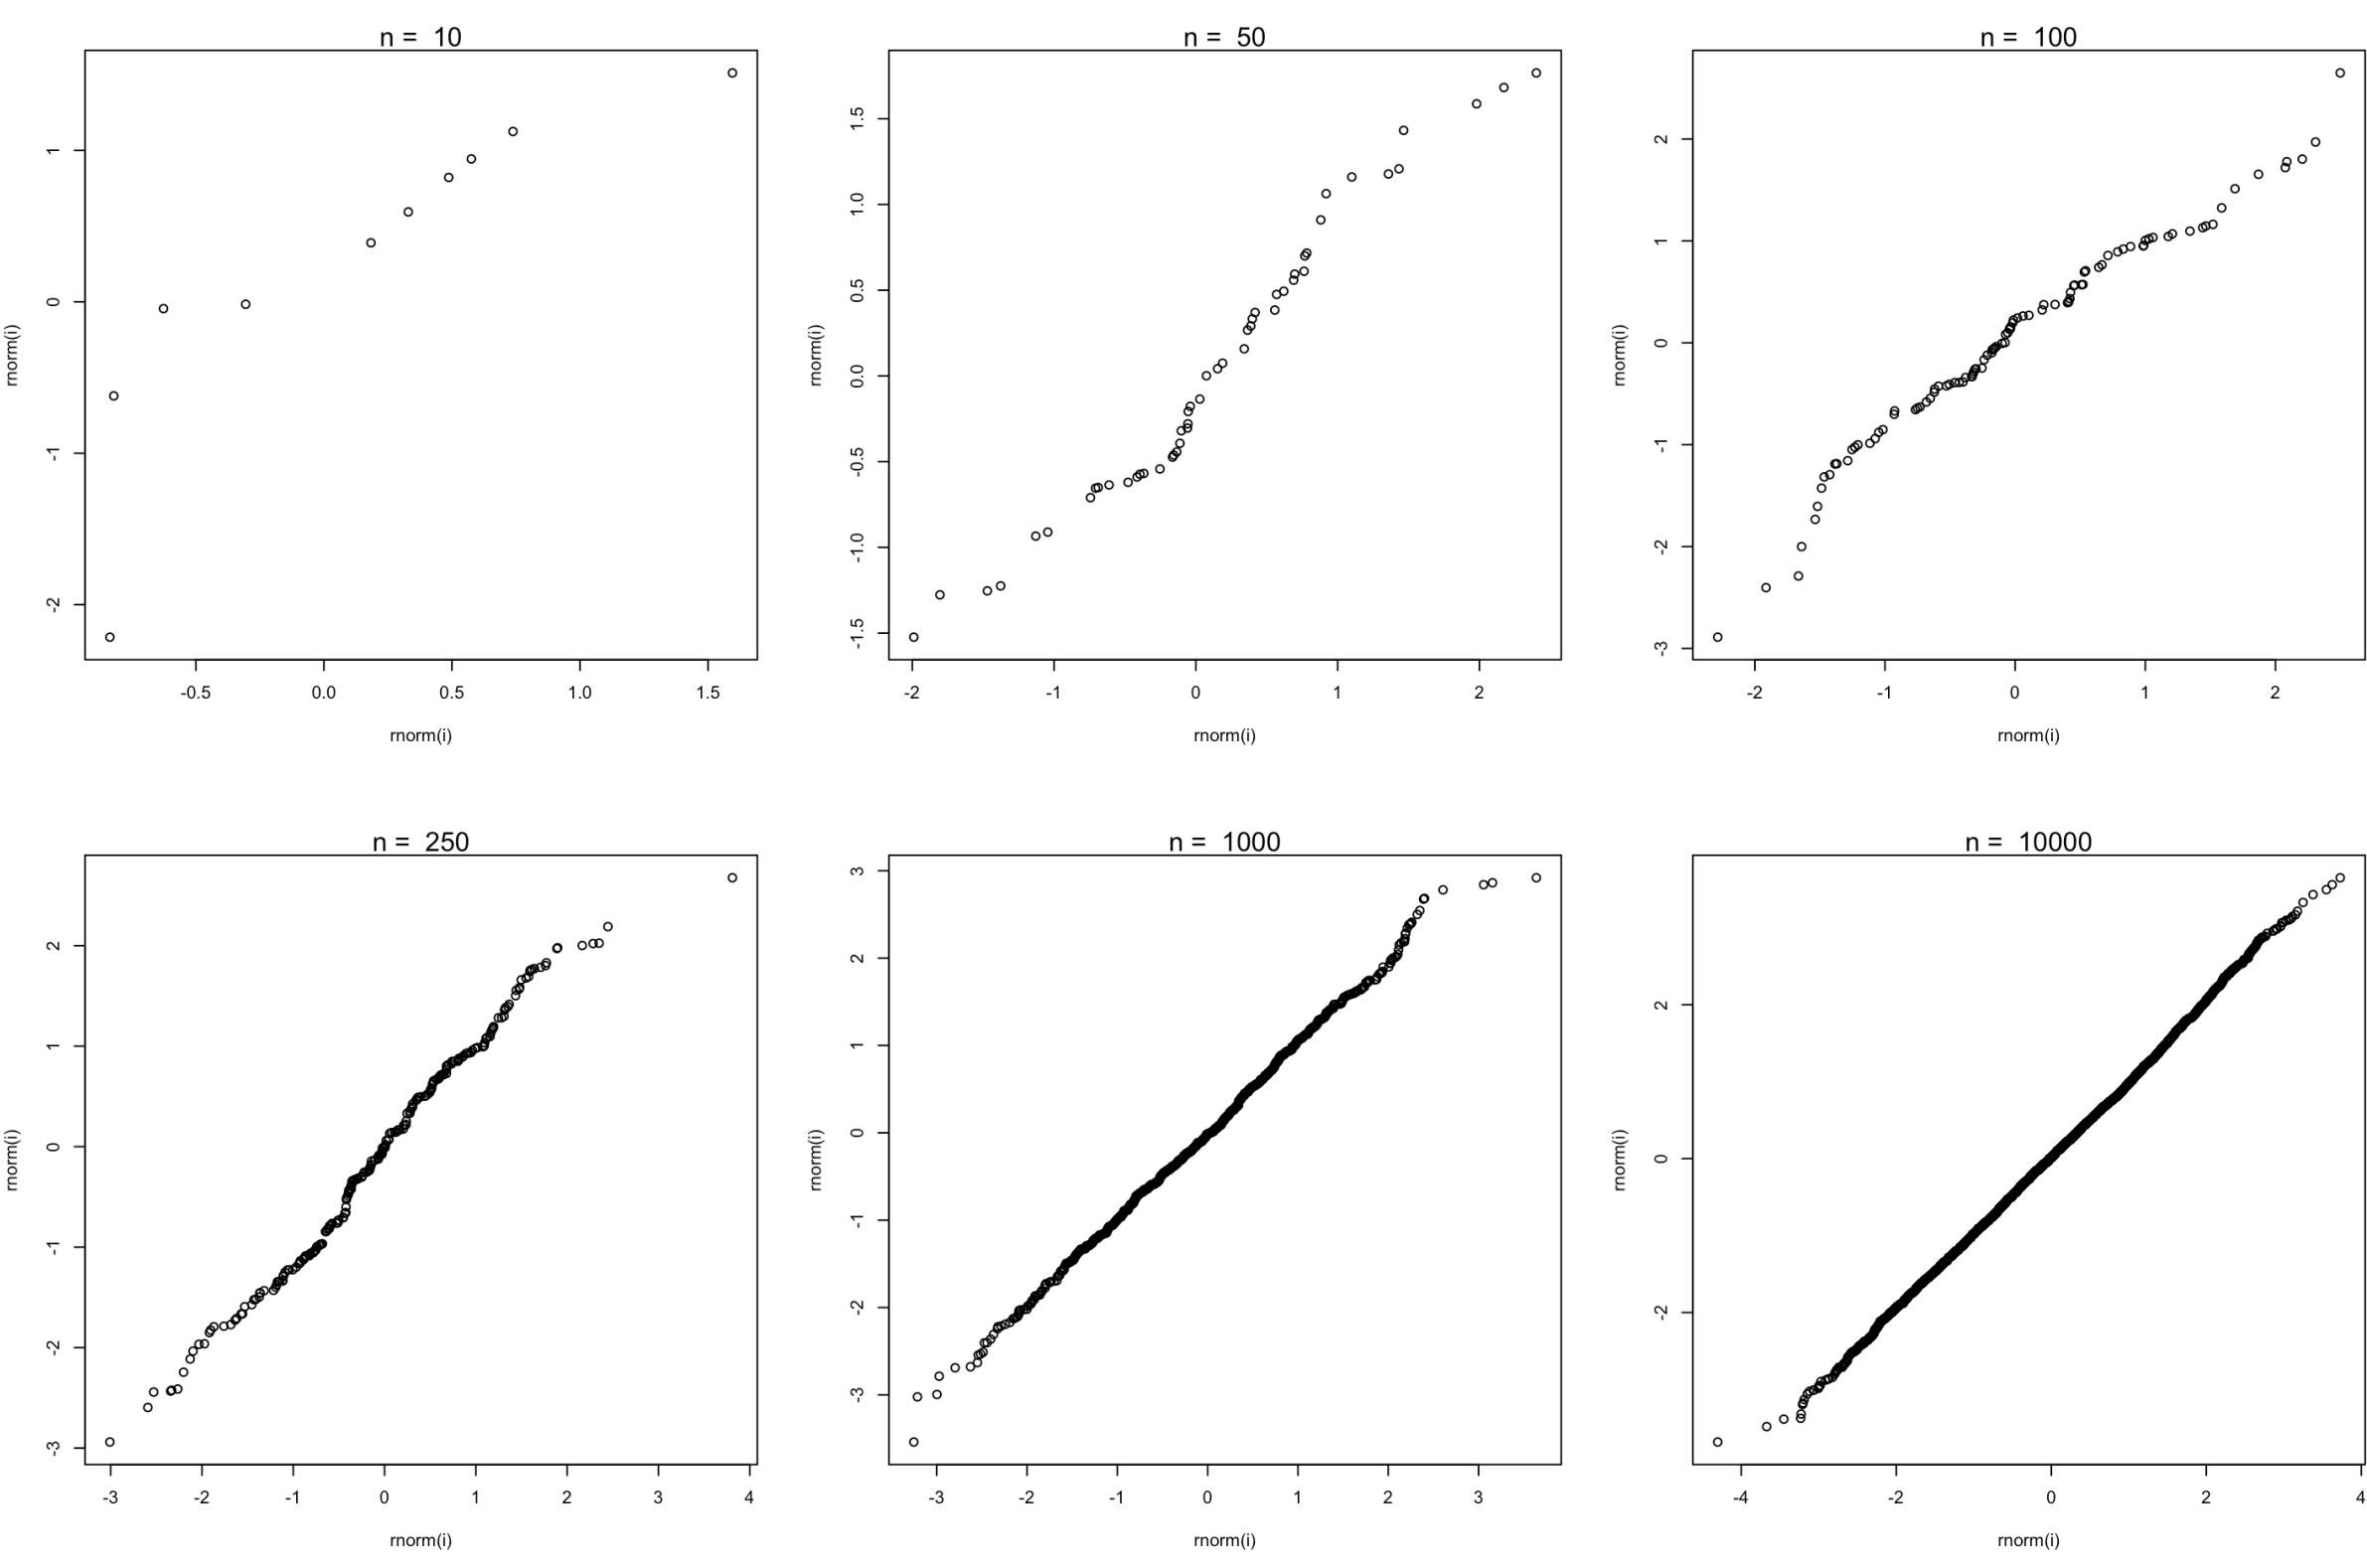 n =  10
1
0
-1
-2
rnorm(i)
-0.5 0.0 0.5 1.0 1.5
rnorm(i)
n =  50
1.5
1.0
0.5
0.0
-0.5
-1.0
-1.5
rnorm(i)
-2 -1 0 1 2
rnorm(i)
n =  100
2
1
0
-1
-2
-3
rnorm(i)
-2 -1 0 1 2
rnorm(i)
n =  250
2
1
0
-1
-2
-3
rnorm(i)
-3 -2 -1 0 1 2 3 4
rnorm(i)
n =  1000
3
2
1
0
-1
-2
-3
rnorm(i)
-3 -2 -1 0 1 2 3
rnorm(i)
n =  10000
2
0
-2
rnorm(i)
-4 -2 0 2 4
rnorm(i)